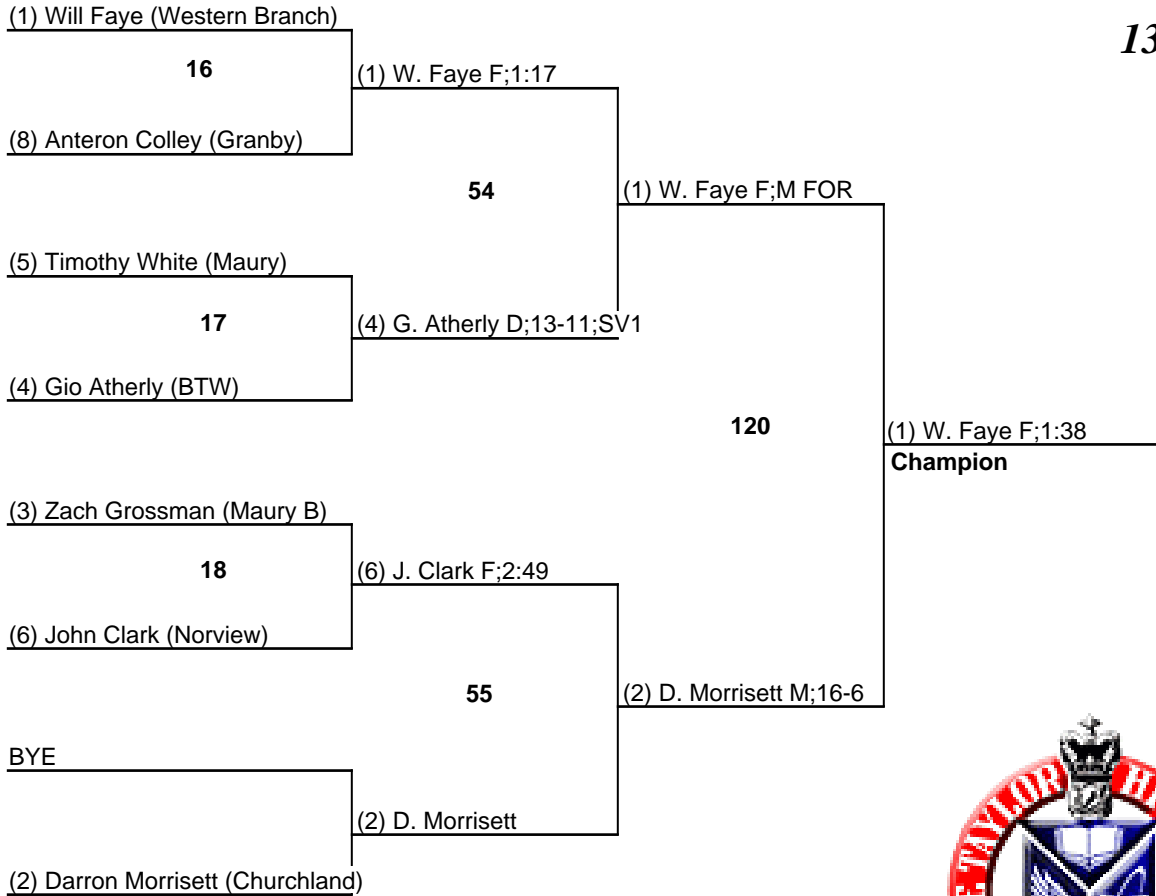 (1) Will Faye (Western Branch)
13
16
(1) W. Faye F;1:17
(8) Anteron Colley (Granby)
54
(1) W. Faye F;M FOR
(5) Timothy White (Maury)
17
(4) G. Atherly D;13-11;SV1
(4) Gio Atherly (BTW)
120
(1) W. Faye F;1:38
Champion
(3) Zach Grossman (Maury B)
18
(6) J. Clark F;2:49
(6) John Clark (Norview)
55
(2) D. Morrisett M;16-6
BYE
(2) D. Morrisett
(2) Darron Morrisett (Churchland)
TAYLOR H